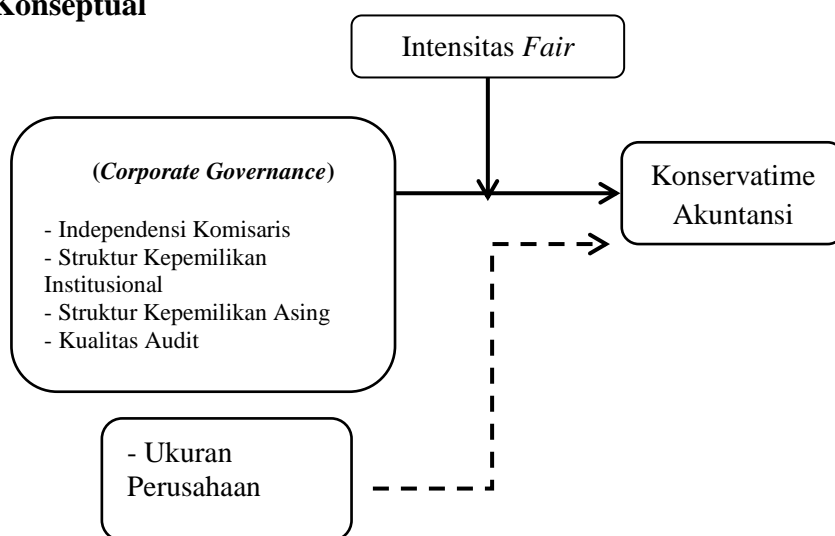 Konseptual
Intensitas Fair
(Corporate Governance)
- Independensi Komisaris
- Struktur Kepemilikan
Institusional
- Struktur Kepemilikan Asing
- Kualitas Audit
Konservatime
Akuntansi
- Ukuran
Perusahaan